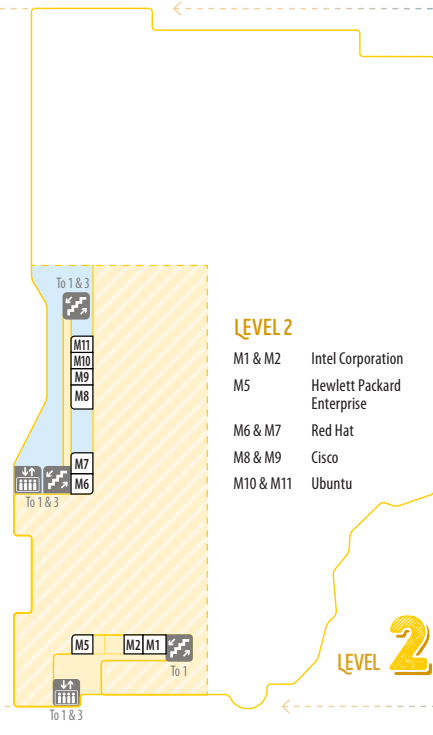 To 1 & 3
M11
M10
M9
M8
LEVEL 2
M1 & M2 Intel Corporation
M5 Hewlett Packard
Enterprise
M6 & M7 Red Hat
M8 & M9 Cisco
M10 & M11 Ubuntu
M7
M6
To 1 & 3
M5
M2 M1
To 1
LEVEL 2
To 1 & 3